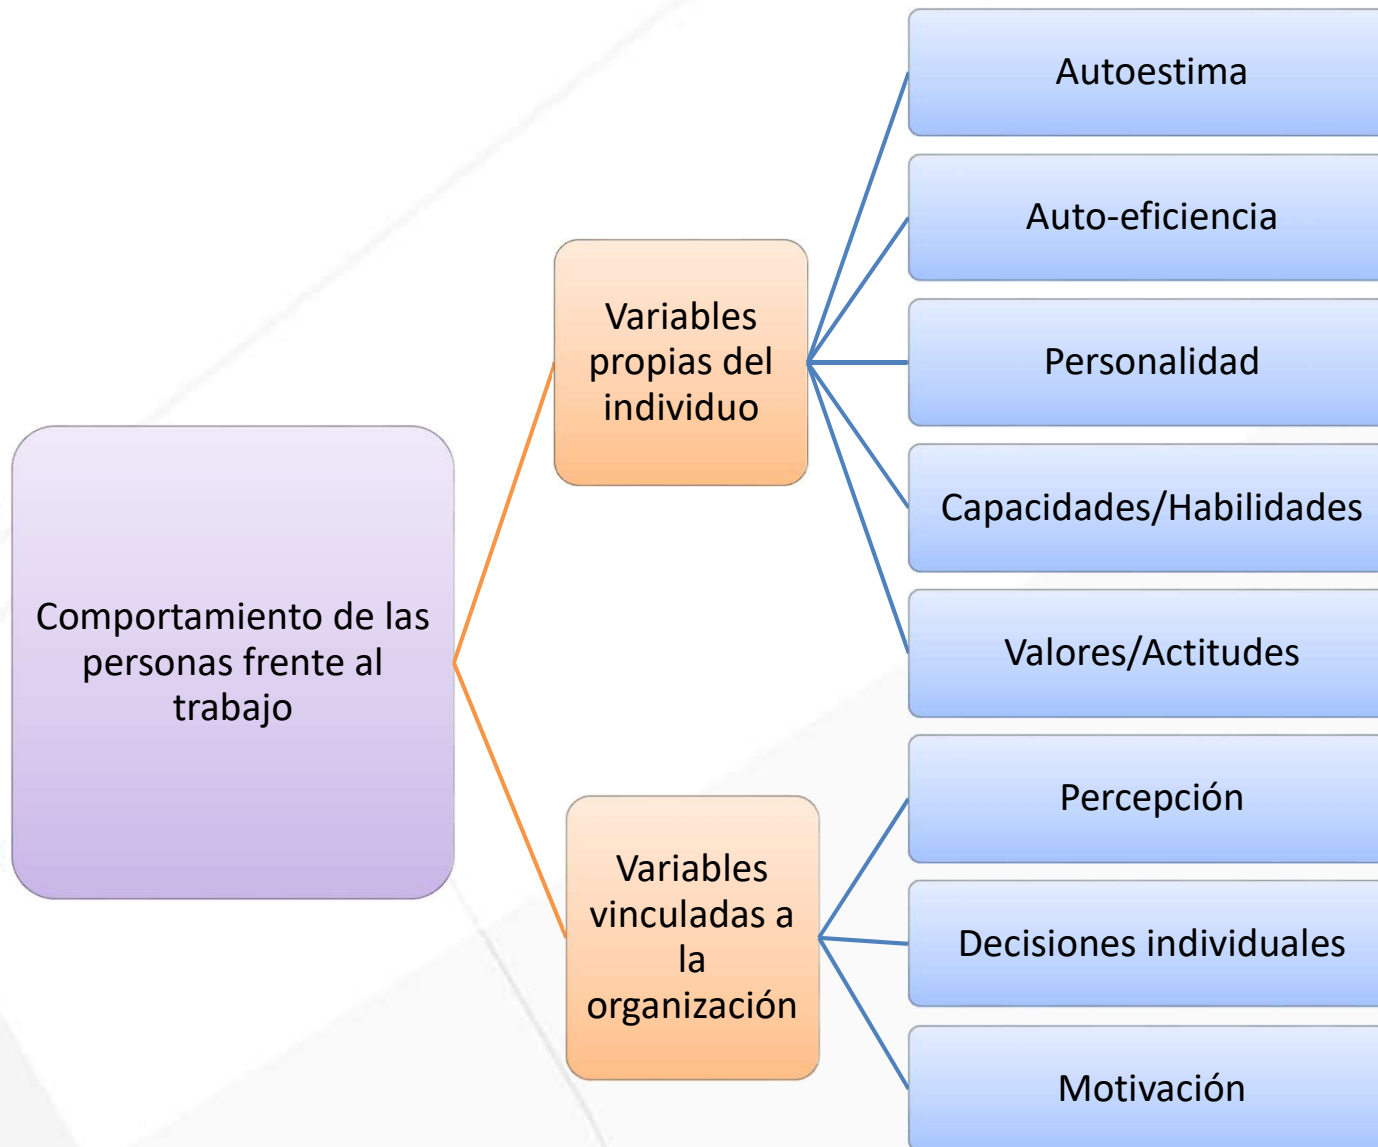 Comportamiento de las
personas frente al
trabajo
Variables
propias del
individuo
Autoestima
Auto-eficiencia
Personalidad
Capacidades/Habilidades
Valores/Actitudes
Variables
vinculadas a
la
organización
Percepción
Decisiones individuales
Motivación